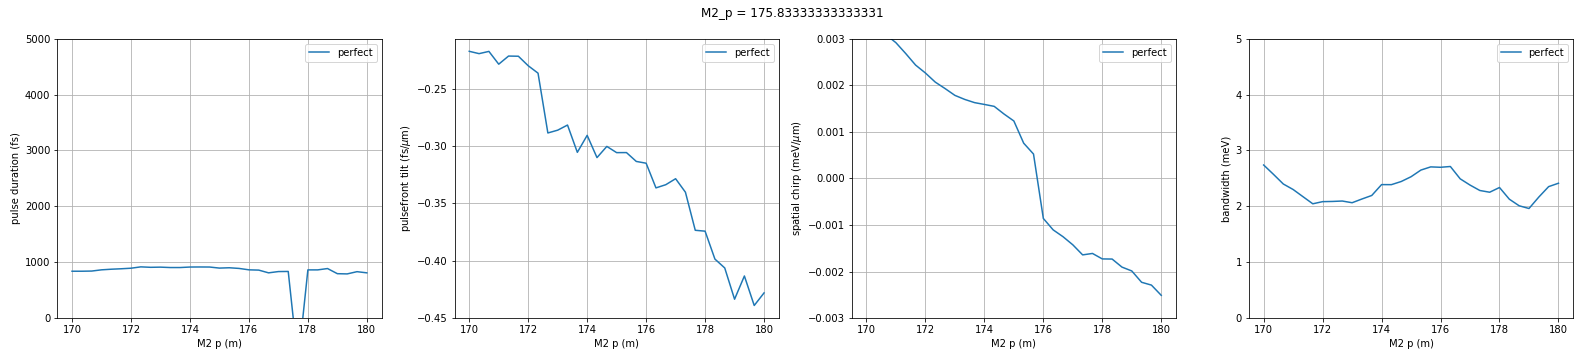 M2_p = 175.83333333333331
pulse duration (fs)
5000
4000
3000
2000
1000
0
170 172 174 176 178 180
M2 p (m)
perfect
pulsefront tilt (fs/μm)
−0.25
−0.30
−0.35
−0.40
−0.45
170 172 174 176 178 180
M2 p (m)
perfect
spatial chirp (meV/μm)
0.003
0.002
0.001
0.000
−0.001
−0.002
−0.003
170 172 174 176 178 180
M2 p (m)
perfect
bandwidth (meV)
5
4
3
2
1
0
170 172 174 176 178 180
M2 p (m)
perfect